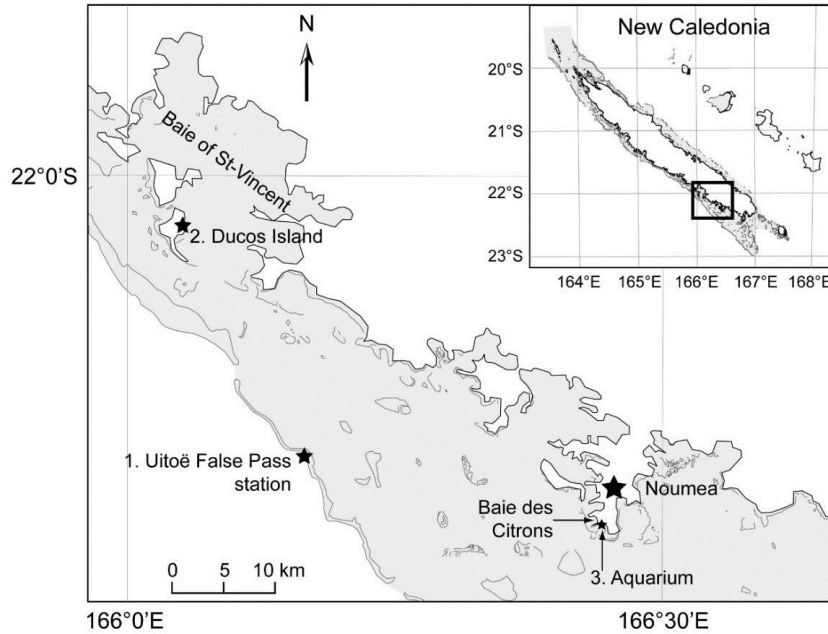 New Caledonia
20°S
21°S
22°S
23°S
164°E
165°E
166°E
167°E
168°E
N
Baie of St-Vincent
22°0'S
2. Ducos Island
1. Uitoë False Pass
station
Noumea
Baie des
Citrons
3. Aquarium
0 5 10 km
166°0'E
166°30'E